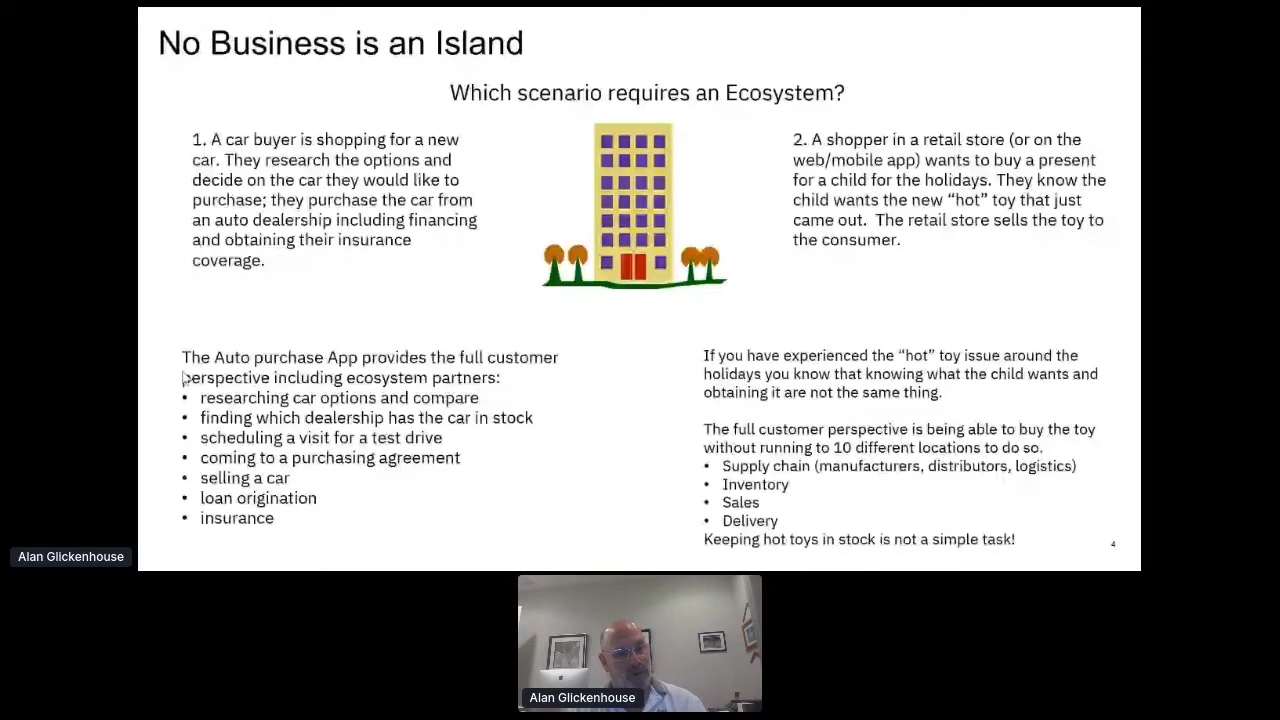 No Business is an Island
Which scenario requires an Ecosystem?
1. A car buyer is shopping for a new
car. They research the options and
decide on the car they would like to
purchase; they purchase the car from
an auto dealership including financing
and obtaining their insurance
coverage.
2. A shopper in a retail store (or on the
web/mobile app) wants to buy a present
for a child for the holidays. They know the
child wants the new “hot” toy that just
came out.  The retail store sells the toy to
the consumer.
The Auto purchase App provides the full customer
perspective including ecosystem partners:
• researching car options and compare
• finding which dealership has the car in stock
• scheduling a visit for a test drive
• coming to a purchasing agreement
• selling a car
• loan origination
• insurance
If you have experienced the “hot” toy issue around the
holidays you know that knowing what the child wants and
obtaining it are not the same thing.
The full customer perspective is being able to buy the toy
without running to 10 different locations to do so.
• Supply chain (manufacturers, distributors, logistics)
• Inventory
• Sales
• Delivery
Keeping hot toys in stock is not a simple task!
4
Alan Glickenhouse
Alan Glickenhouse